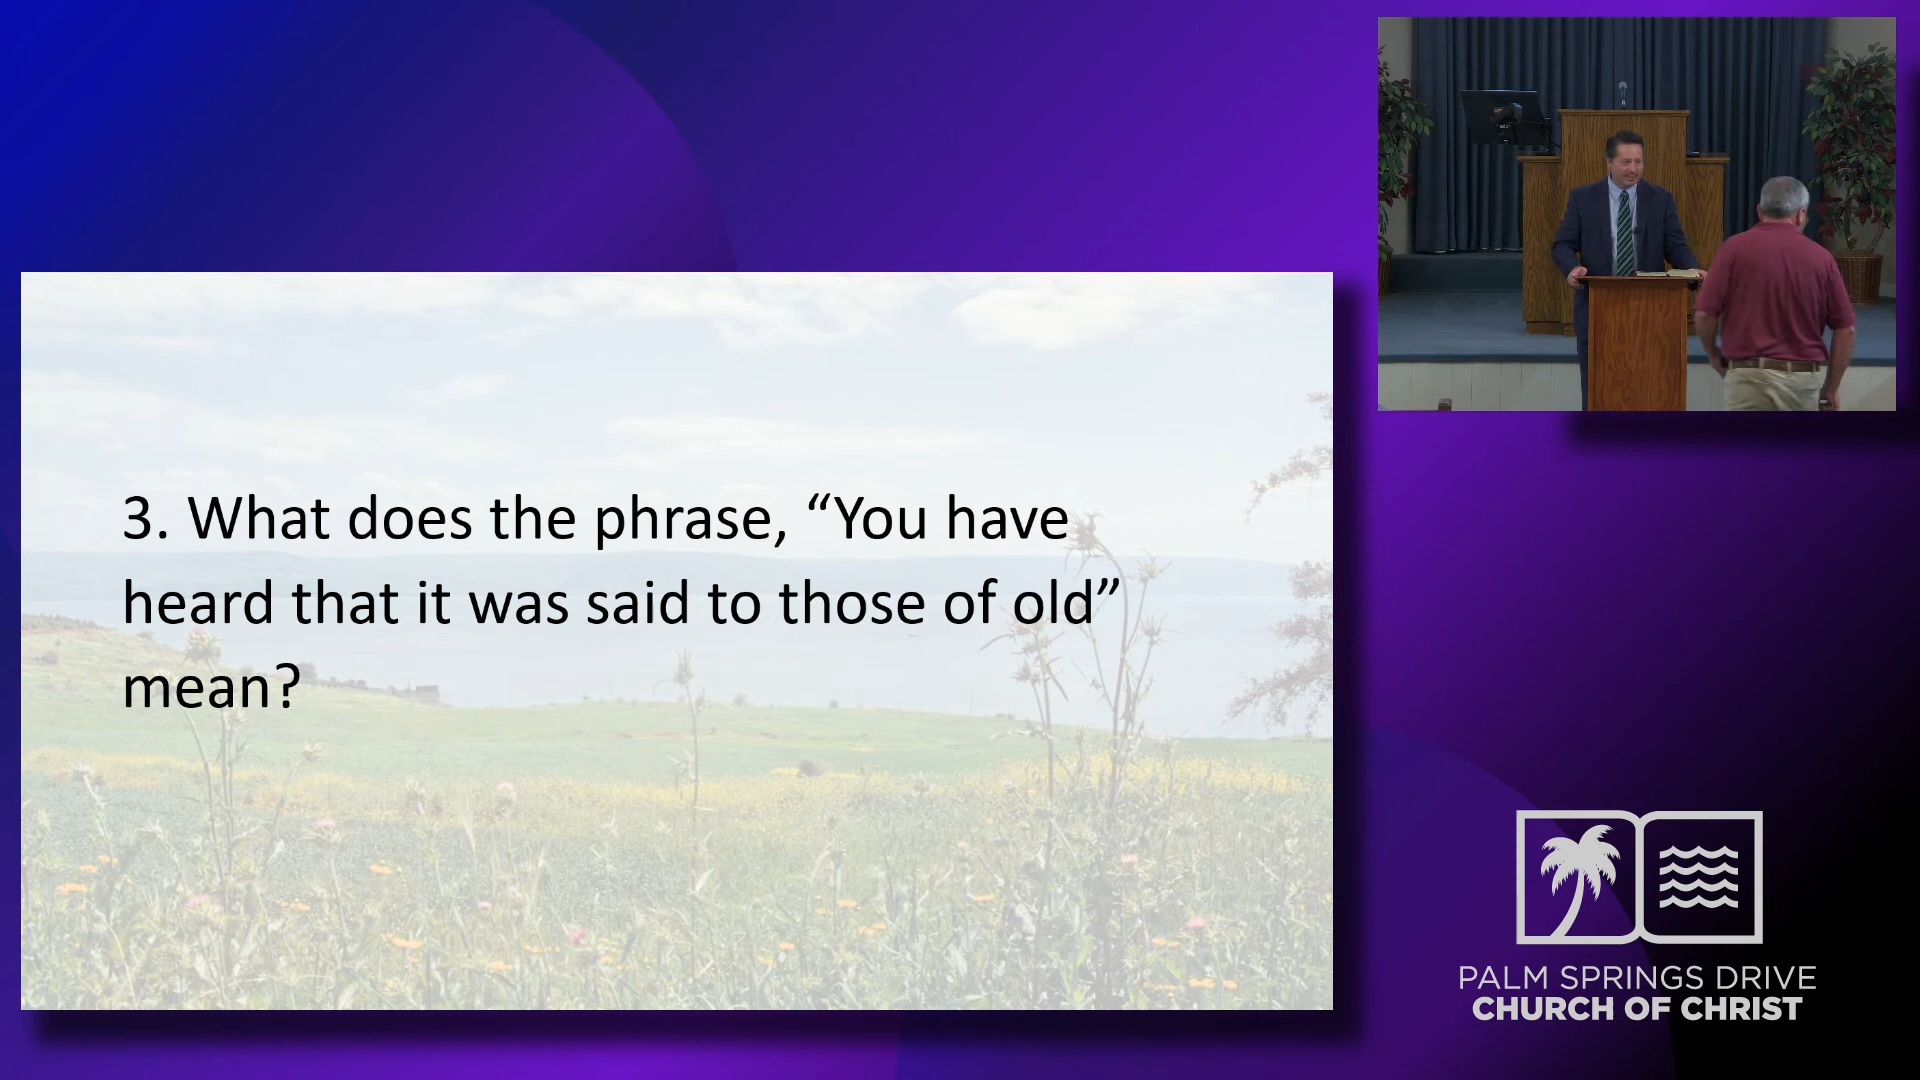 3. What does the phrase, “You have
heard that it was said to those of old”
mean?
PALM SPRINGS DRIVE
CHURCH OF CHRIST